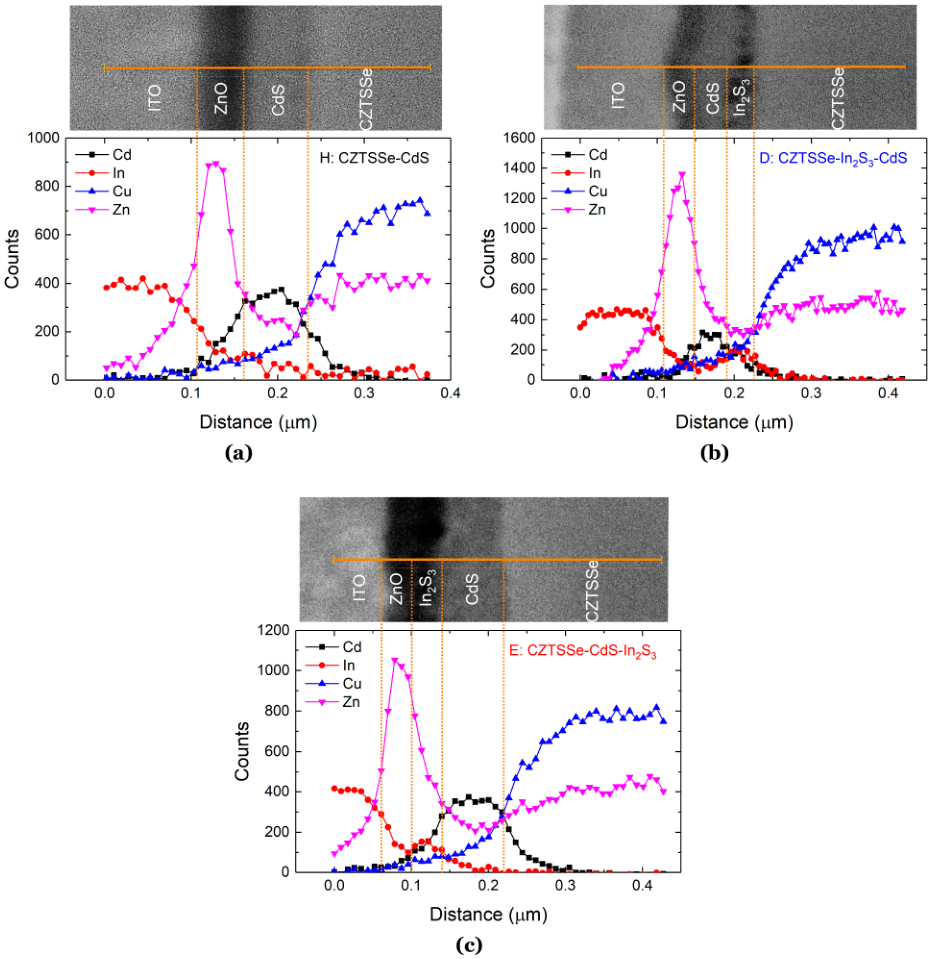 ITO
ZnO
CdS
CZTSSe
1000
800
600
400
200
0
Counts
Cd
In
Cu
Zn
H: CZTSSe-CdS
0.0
0.1
0.2
0.3
0.4
Distance (μm)
(a)
ITO
ZnO
CdS
In₂S₃
CZTSSe
1600
1400
1200
1000
800
600
400
200
0
Counts
Cd
In
Cu
Zn
D: CZTSSe-In₂S₃-CdS
0.0
0.1
0.2
0.3
0.4
Distance (μm)
(b)
ITO
ZnO
In₂S₃
CdS
CZTSSe
1200
1000
800
600
400
200
0
Counts
Cd
In
Cu
Zn
E: CZTSSe-CdS-In₂S₃
0.0
0.1
0.2
0.3
0.4
Distance (μm)
(c)